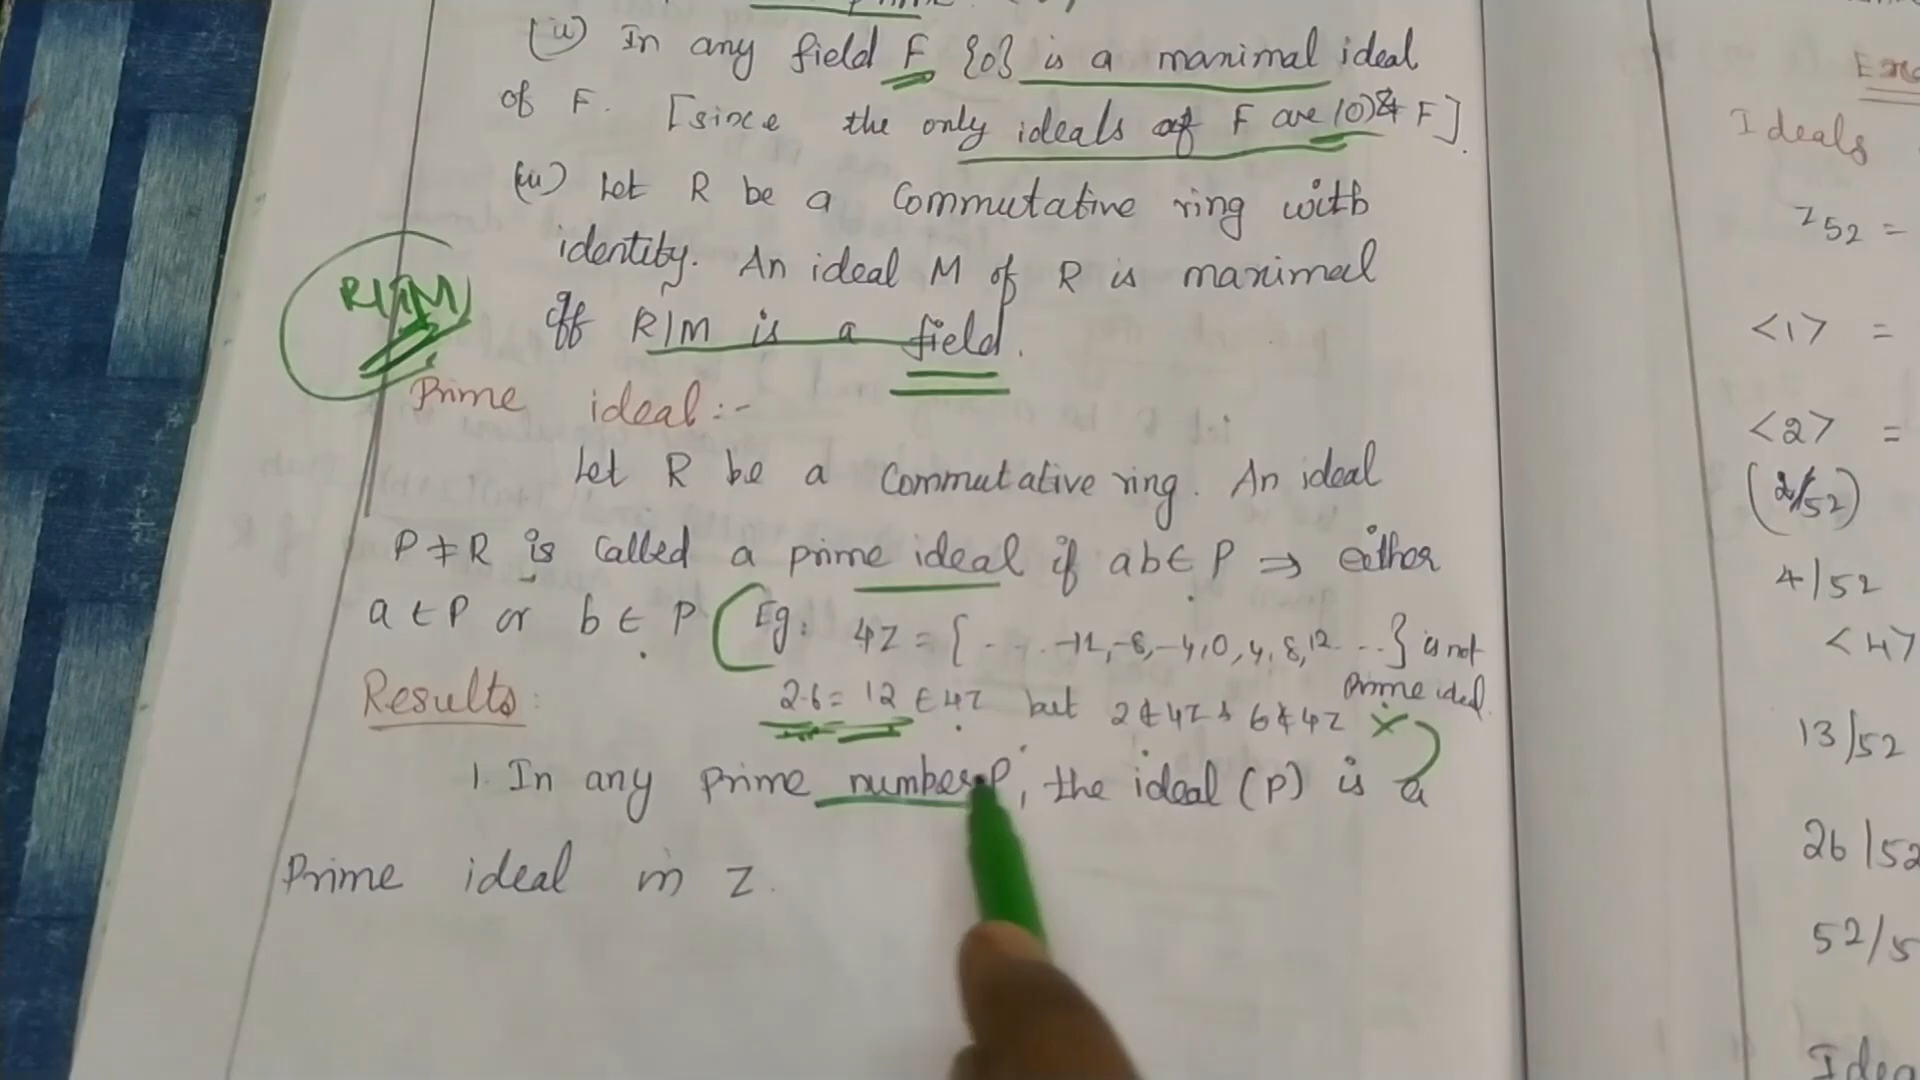 (ii) In any field F {0} is a maximal ideal
of F. [since the only ideals of F are (0) & F].
(iii) Let R be a commutative ring with
identity. An ideal M of R is maximal
iff R/M is a field.
Prime ideal:-
Let R be a commutative ring. An ideal
P ≠ R is called a prime ideal if ab ∈ P ⇒ either
a ∈ P or b ∈ P
Eg: 4Z = {. . . -12, -8, -4, 0, 4, 8, 12 . . .} is not
prime ideal.
Results:
2.6 = 12 ∈ 4Z but 2 ∉ 4Z & 6 ∉ 4Z
1. In any prime number P, the ideal (P) is a
Prime ideal in Z.
Ideals
Z52 =
<1> =
<2> =
(2/52)
4/52
<4>
13/52
26/52
52/5